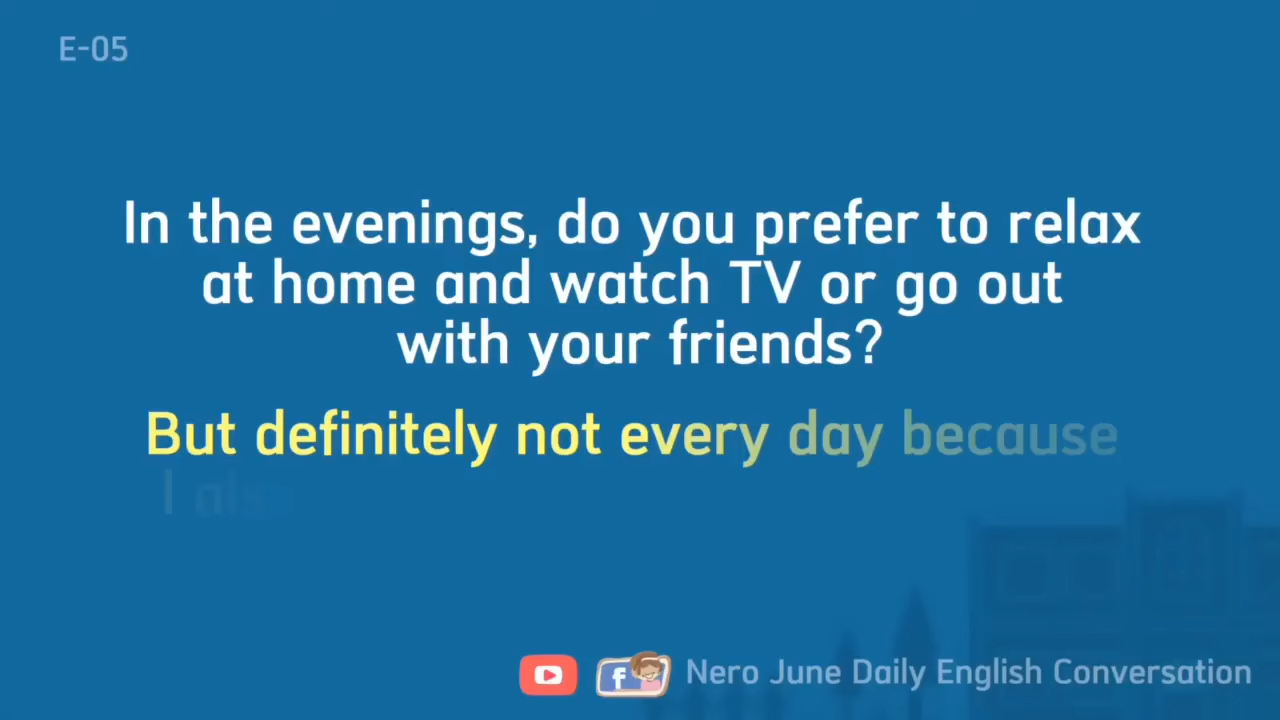 E-05
In the evenings, do you prefer to relax
at home and watch TV or go out
with your friends?
But definitely not every day because
I
Nero June Daily English Conversation